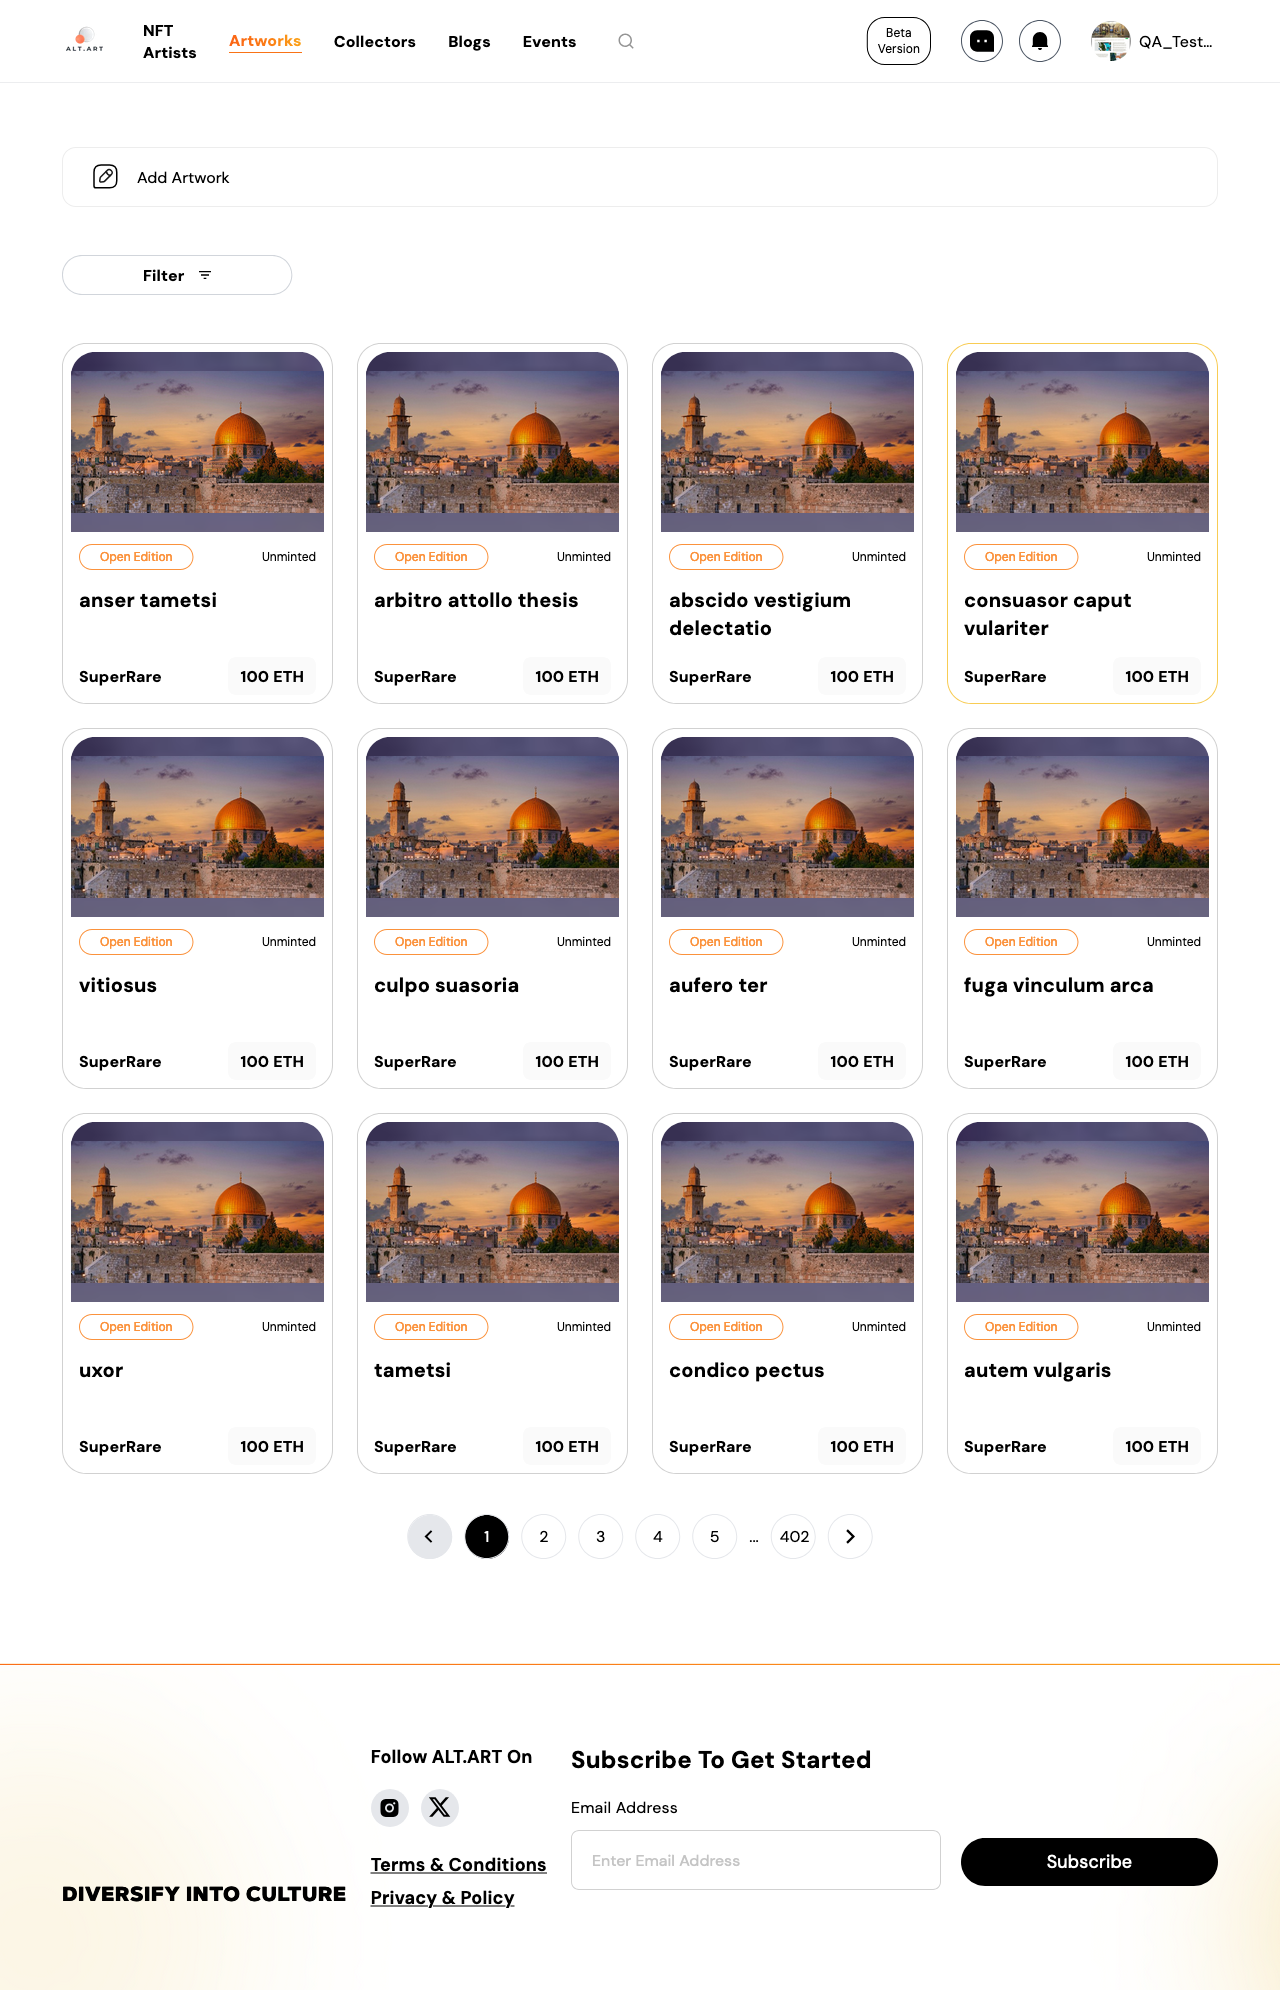 ALT.ART
NFT
Artists
Artworks
Collectors
Blogs
Events
Beta
Version
QA_Test...
Add Artwork
Filter
Open Edition
Unminted
anser tametsi
SuperRare
100 ETH
Open Edition
Unminted
arbitro attollo thesis
SuperRare
100 ETH
Open Edition
Unminted
abscido vestigium
delectatio
SuperRare
100 ETH
Open Edition
Unminted
consuasor caput
vulariter
SuperRare
100 ETH
Open Edition
Unminted
vitiosus
SuperRare
100 ETH
Open Edition
Unminted
culpo suasoria
SuperRare
100 ETH
Open Edition
Unminted
aufero ter
SuperRare
100 ETH
Open Edition
Unminted
fuga vinculum arca
SuperRare
100 ETH
Open Edition
Unminted
uxor
SuperRare
100 ETH
Open Edition
Unminted
tametsi
SuperRare
100 ETH
Open Edition
Unminted
condico pectus
SuperRare
100 ETH
Open Edition
Unminted
autem vulgaris
SuperRare
100 ETH
1 2 3 4 5 ... 402
DIVERSIFY INTO CULTURE
Follow ALT.ART On
Terms & Conditions
Privacy & Policy
Subscribe To Get Started
Email Address
Enter Email Address
Subscribe